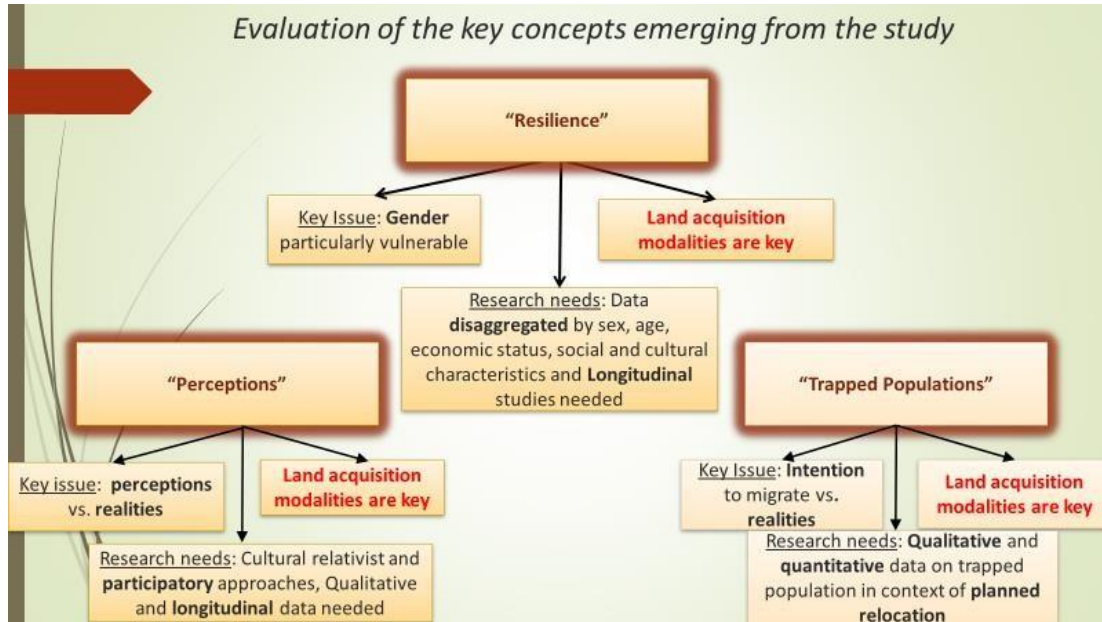 Evaluation of the key concepts emerging from the study
“Resilience”
Key Issue: Gender
particularly vulnerable
Land acquisition
modalities are key
Research needs: Data
disaggregated by sex, age,
economic status, social and cultural
characteristics and Longitudinal
studies needed
“Perceptions”
Key issue: perceptions
vs. realities
Land acquisition
modalities are key
Research needs: Cultural relativist and
participatory approaches, Qualitative
and longitudinal data needed
“Trapped Populations”
Key Issue: Intention
to migrate vs.
realities
Land acquisition
modalities are key
Research needs: Qualitative and
quantitative data on trapped
population in context of planned
relocation